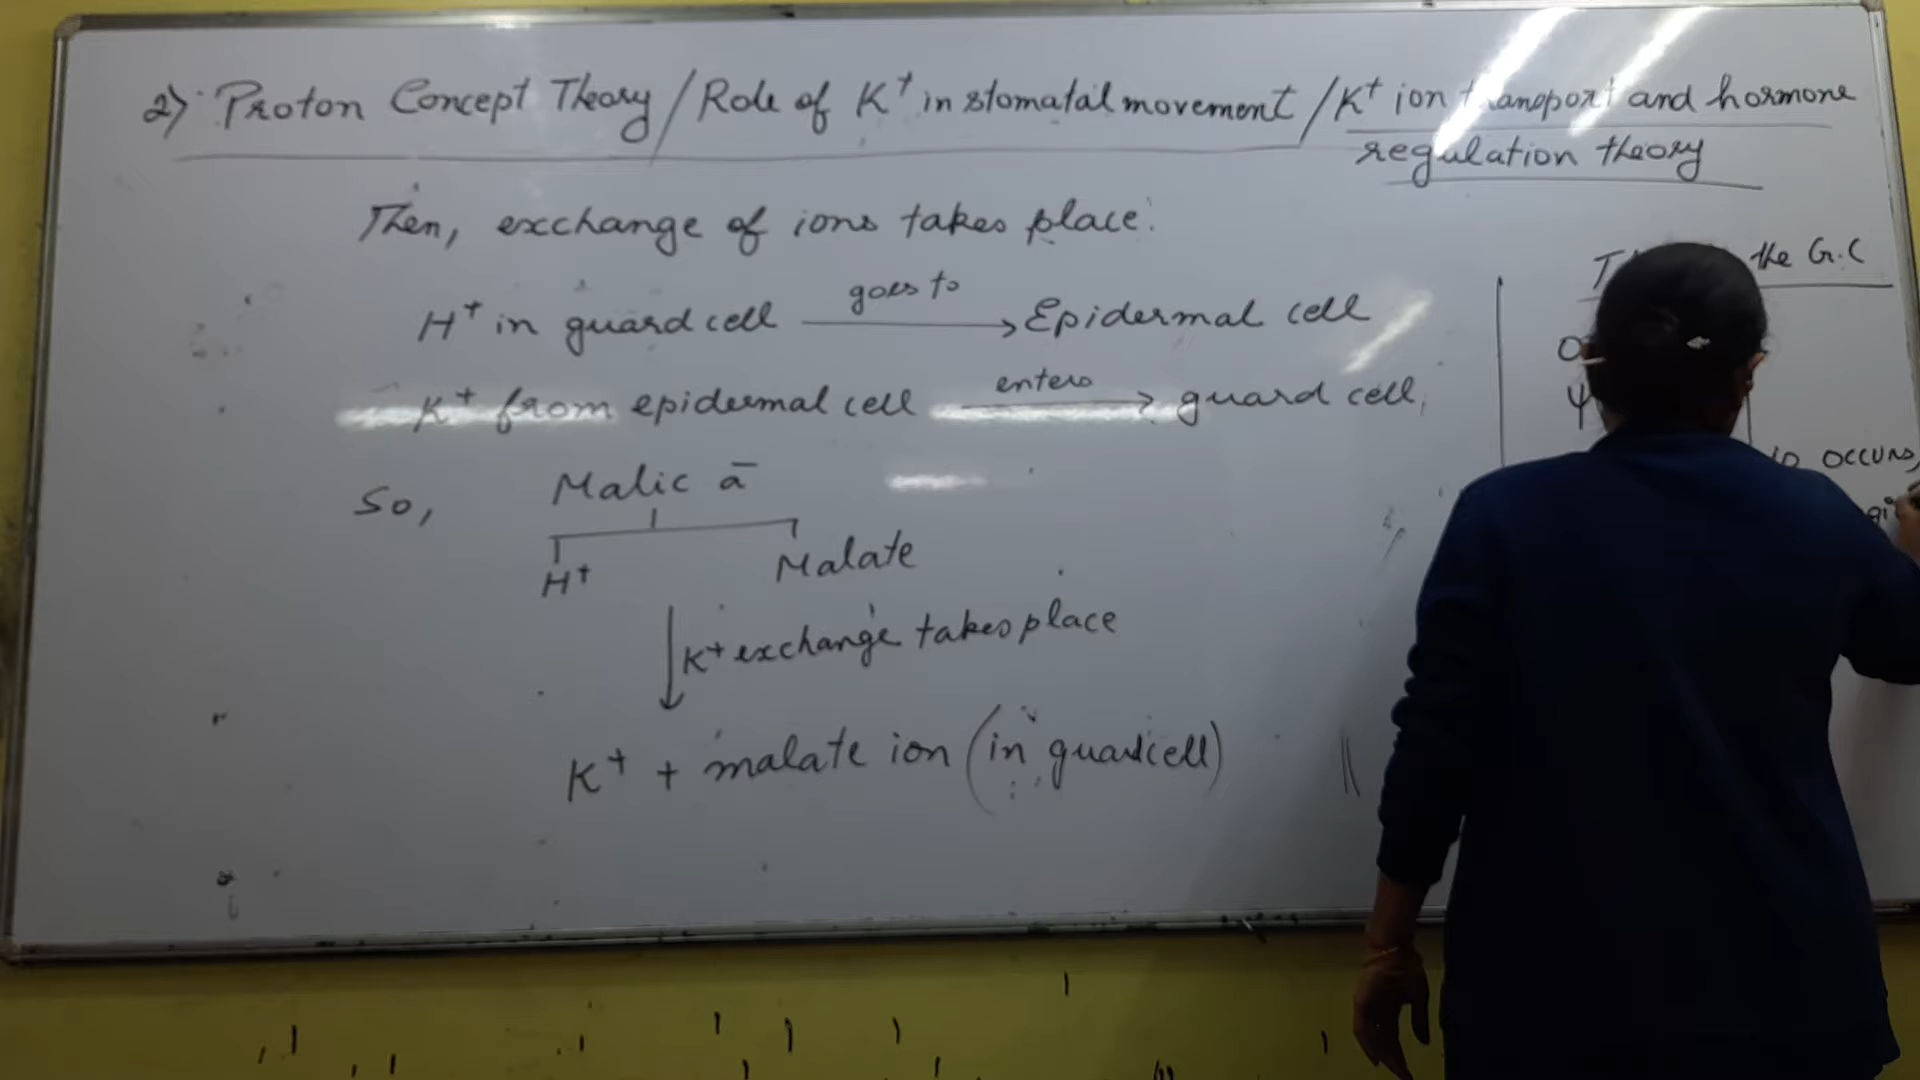 2) Proton Concept Theory / Role of K⁺ in stomatal movement / K⁺ ion transport and hormone
regulation theory
Then, exchange of ions takes place.
H⁺ in guard cell goes to → Epidermal cell
K⁺ from epidermal cell enters → guard cell,
So, Malic ā
H⁺ Malate
↓ K⁺ exchange takes place
K⁺ + malate ion (in guard cell)
the G.C
ψ
occurs,